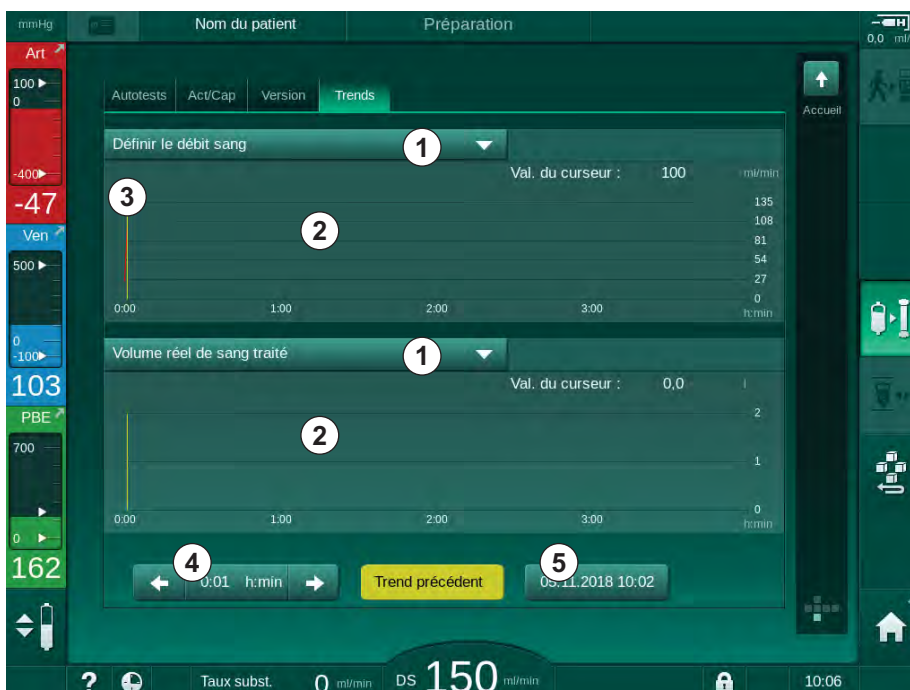 mmHg
Nom du patient
Préparation
0,0 ml/
Art
100
0
-400
-47
Ven
500
0
-100
103
PBE
700
0
162
Autotests
Act/Cap
Version
Trends
Accueil
Définir le débit sang
1
Val. du curseur :
100
ml/min
3
2
135
108
81
54
27
0
0:00
1:00
2:00
3:00
h:min
Volume réel de sang traité
1
Val. du curseur :
0,0
l
2
2
1
0
0:00
1:00
2:00
3:00
h:min
4
0:01 h:min
Trend précédent
5
05.11.2018 10:02
?
Taux subst.
0 ml/min
DS 150 ml/min
10:06
H